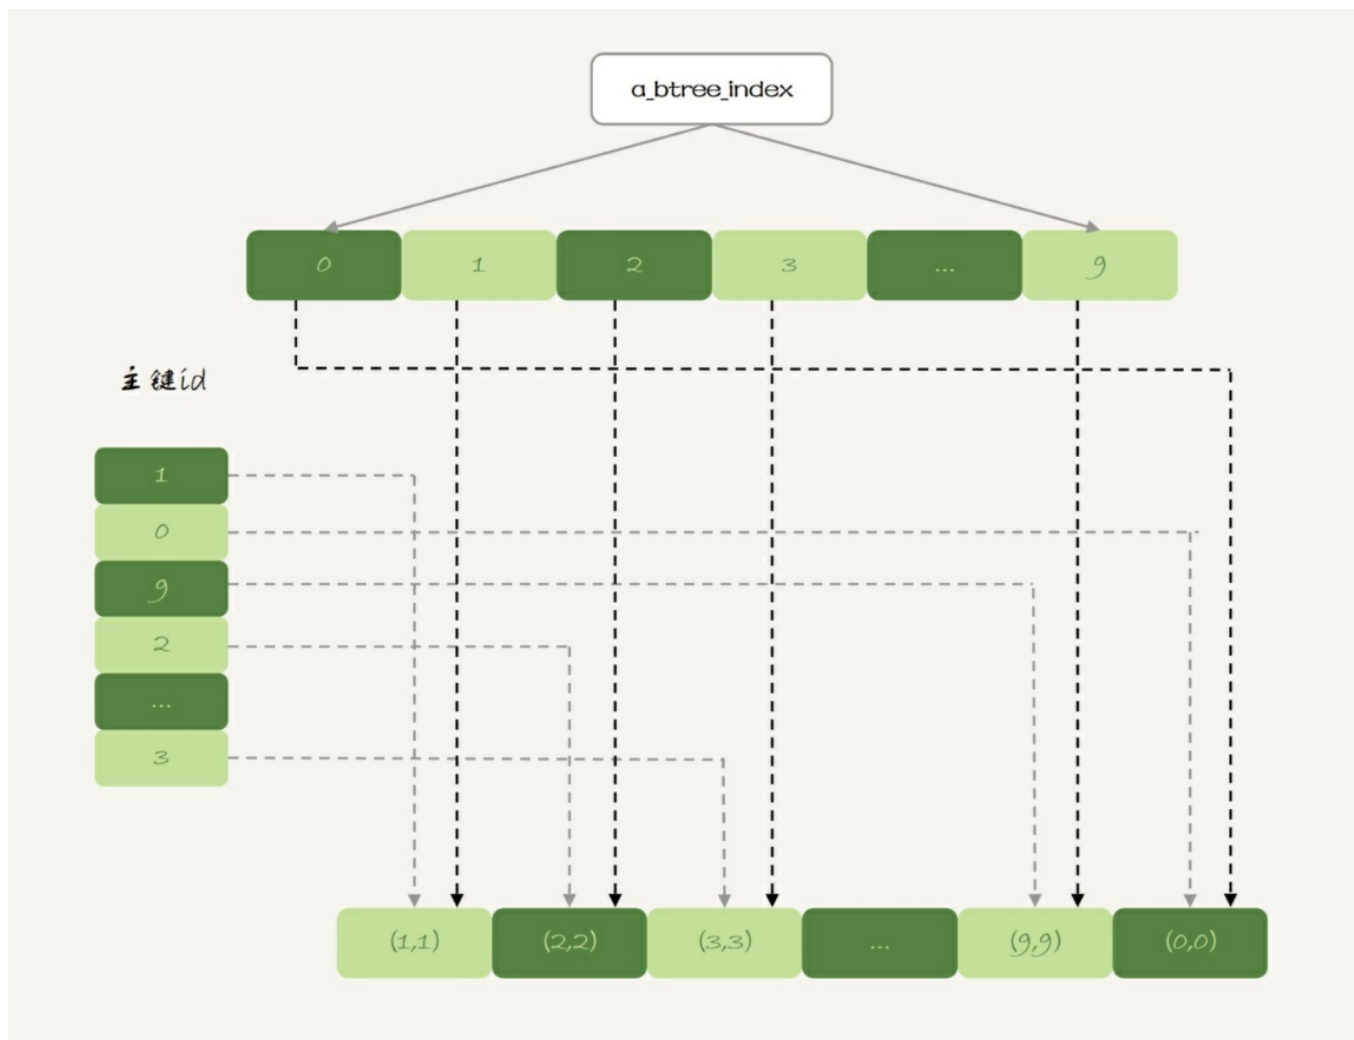 a_btree_index
0 1 2 3 ... 9
主键id
1
0
9
2
...
3
(1,1) (2,2) (3,3) ... (9,9) (0,0)